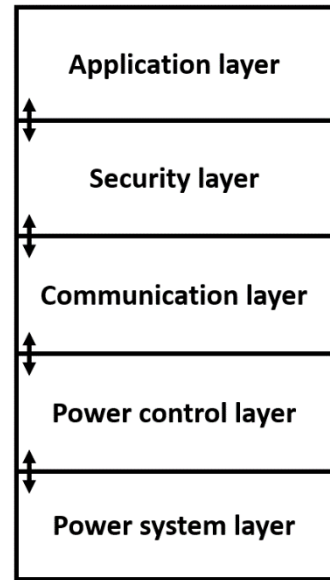 Application layer
Security layer
Communication layer
Power control layer
Power system layer